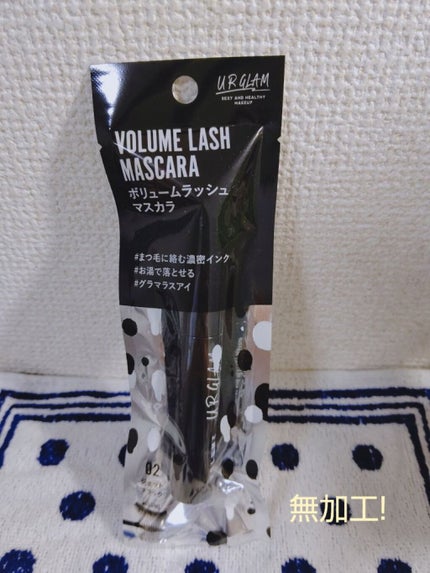 URGLAM
SEXY AND HEALTHY
MAKEUP
VOLUME LASH
MASCARA
ボリュームラッシュ
マスカラ
#まつ毛に絡む濃密インク
#お湯で落とせる
#グラマラスアイ
URGLAM
02
無加工!